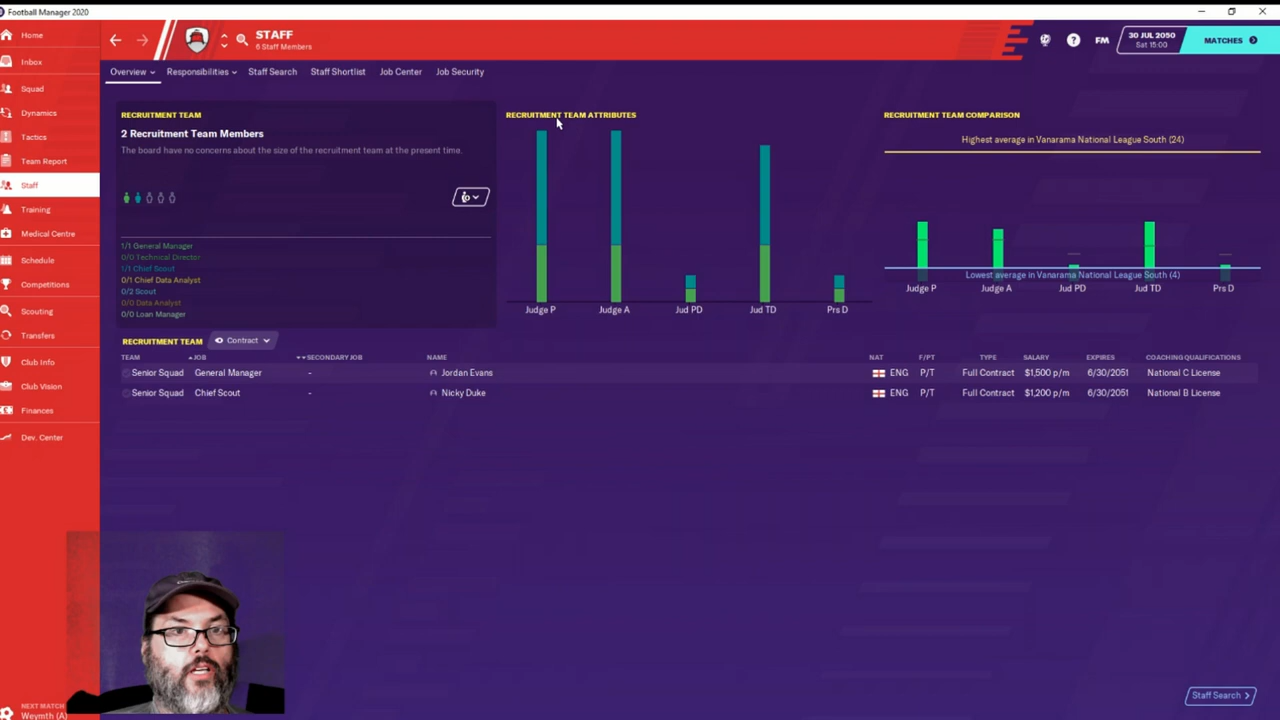 Football Manager 2020
Home
Inbox
Squad
Dynamics
Tactics
Team Report
Staff
Training
Medical Centre
Schedule
Competitions
Scouting
Transfers
Club Info
Club Vision
Finances
Dev. Center
NEXT MATCH
Weymth (A)
STAFF
6 Staff Members
FM
30 JUL 2050
Sat 15:00
MATCHES
Overview
Responsibilities
Staff Search
Staff Shortlist
Job Center
Job Security
RECRUITMENT TEAM
2 Recruitment Team Members
The board have no concerns about the size of the recruitment team at the present time.
1/1 General Manager
0/0 Technical Director
1/1 Chief Scout
0/1 Chief Data Analyst
0/2 Scout
0/0 Data Analyst
0/0 Loan Manager
RECRUITMENT TEAM ATTRIBUTES
Judge P Judge A Jud PD Jud TD Prs D
RECRUITMENT TEAM COMPARISON
Highest average in Vanarama National League South (24)
Lowest average in Vanarama National League South (4)
Judge P Judge A Jud PD Jud TD Prs D
RECRUITMENT TEAM Contract
TEAM JOB SECONDARY JOB NAME NAT F/PT TYPE SALARY EXPIRES COACHING QUALIFICATIONS
Senior Squad General Manager - Jordan Evans ENG P/T Full Contract $1,500 p/m 6/30/2051 National C License
Senior Squad Chief Scout - Nicky Duke ENG P/T Full Contract $1,200 p/m 6/30/2051 National B License
Staff Search